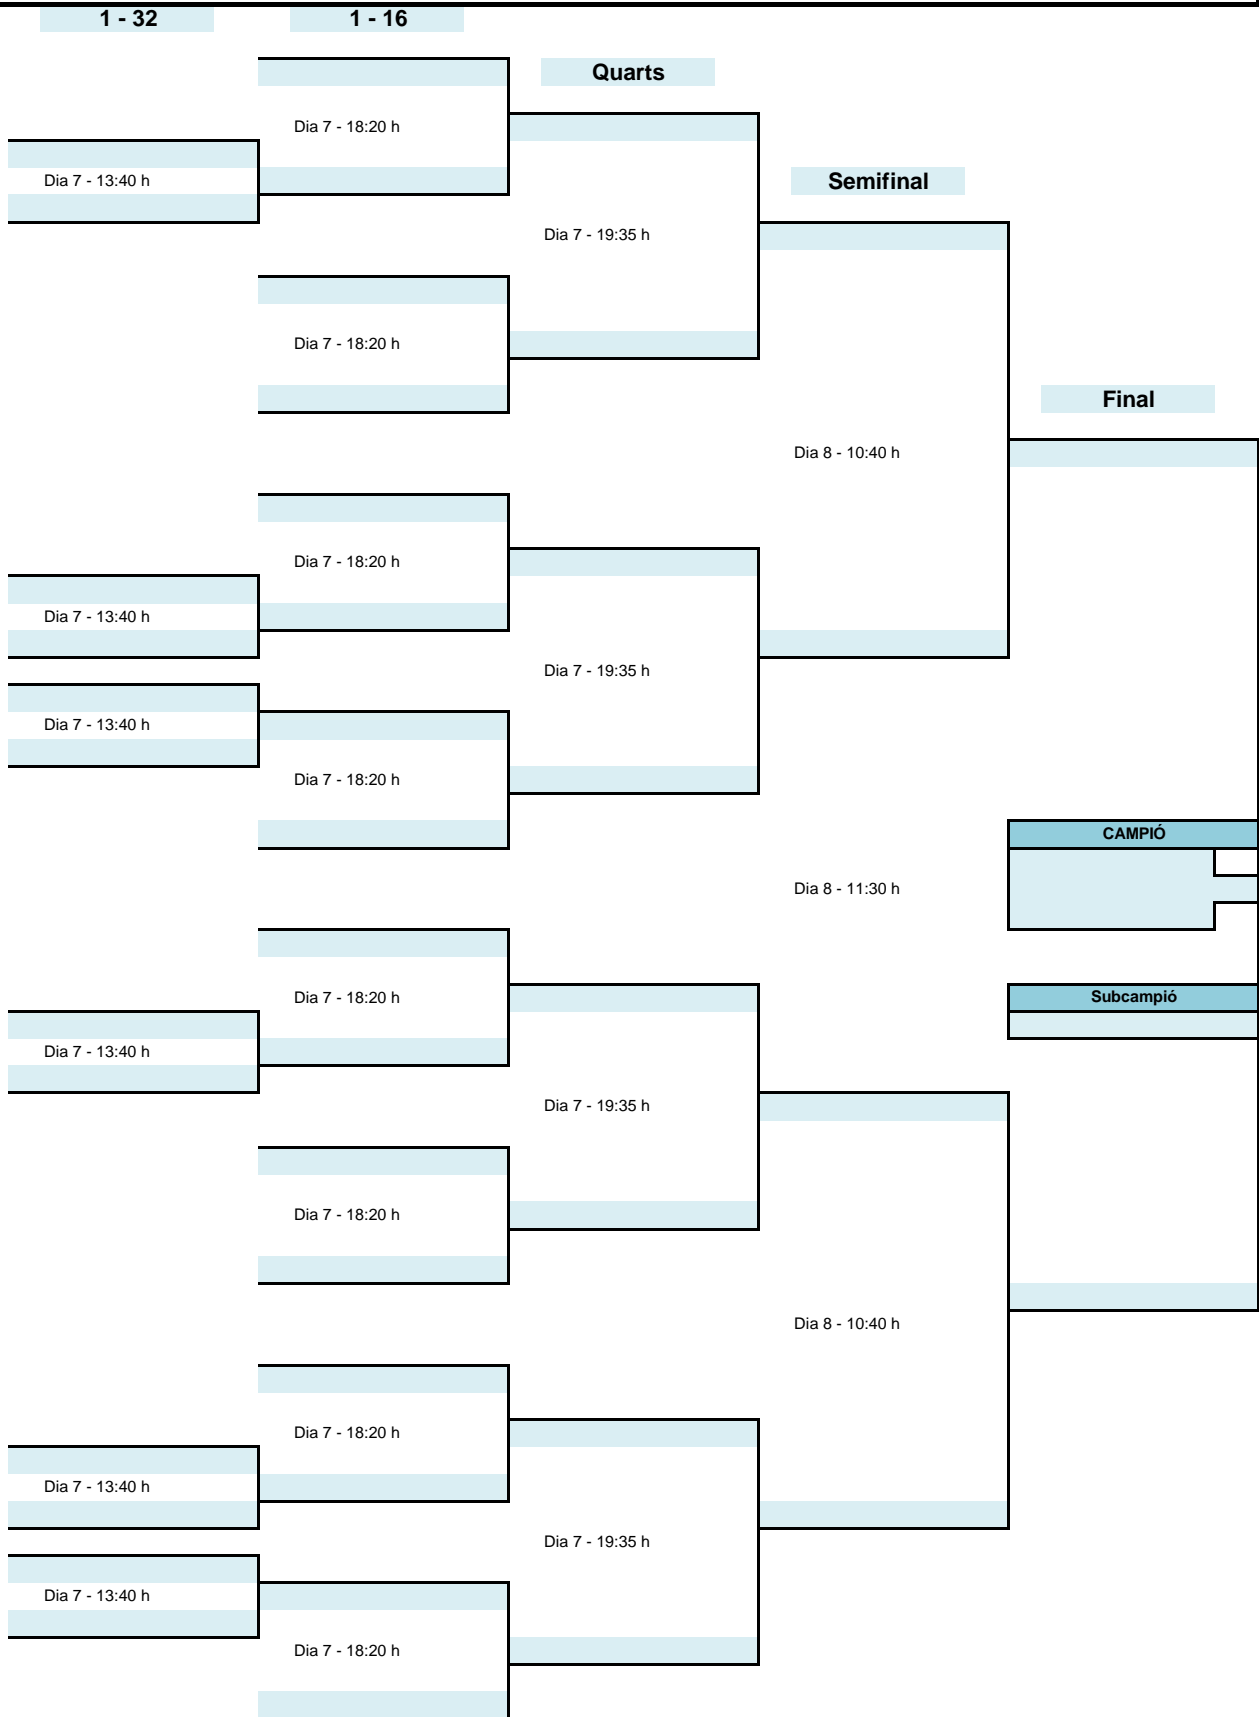 1 - 32
1 - 16
Quarts
Dia 7 - 18:20 h
Dia 7 - 13:40 h
Semifinal
Dia 7 - 19:35 h
Dia 7 - 18:20 h
Final
Dia 8 - 10:40 h
Dia 7 - 18:20 h
Dia 7 - 13:40 h
Dia 7 - 19:35 h
Dia 7 - 13:40 h
Dia 7 - 18:20 h
CAMPIÓ
Dia 8 - 11:30 h
Dia 7 - 18:20 h
Subcampió
Dia 7 - 13:40 h
Dia 7 - 19:35 h
Dia 7 - 18:20 h
Dia 8 - 10:40 h
Dia 7 - 18:20 h
Dia 7 - 13:40 h
Dia 7 - 19:35 h
Dia 7 - 13:40 h
Dia 7 - 18:20 h